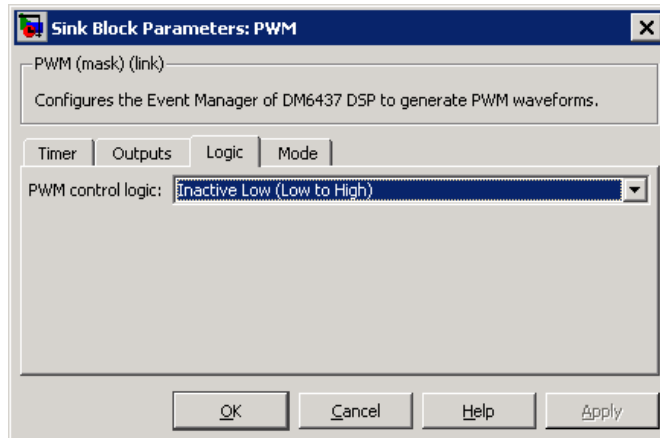 Sink Block Parameters: PWM
PWM (mask) (link)
Configures the Event Manager of DM6437 DSP to generate PWM waveforms.
Timer Outputs Logic Mode
PWM control logic: Inactive Low (Low to High)
OK Cancel Help Apply